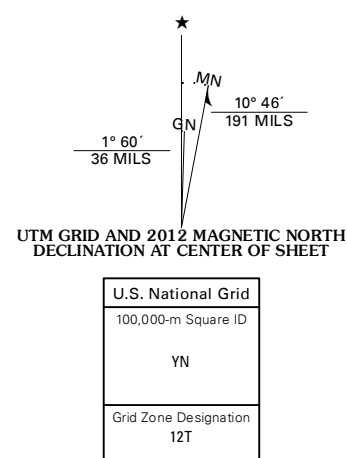 ★
MN
GN
10° 46´
191 MILS
1° 60´
36 MILS
UTM GRID AND 2012 MAGNETIC NORTH
DECLINATION AT CENTER OF SHEET
U.S. National Grid
100,000-m Square ID
YN
Grid Zone Designation
12T